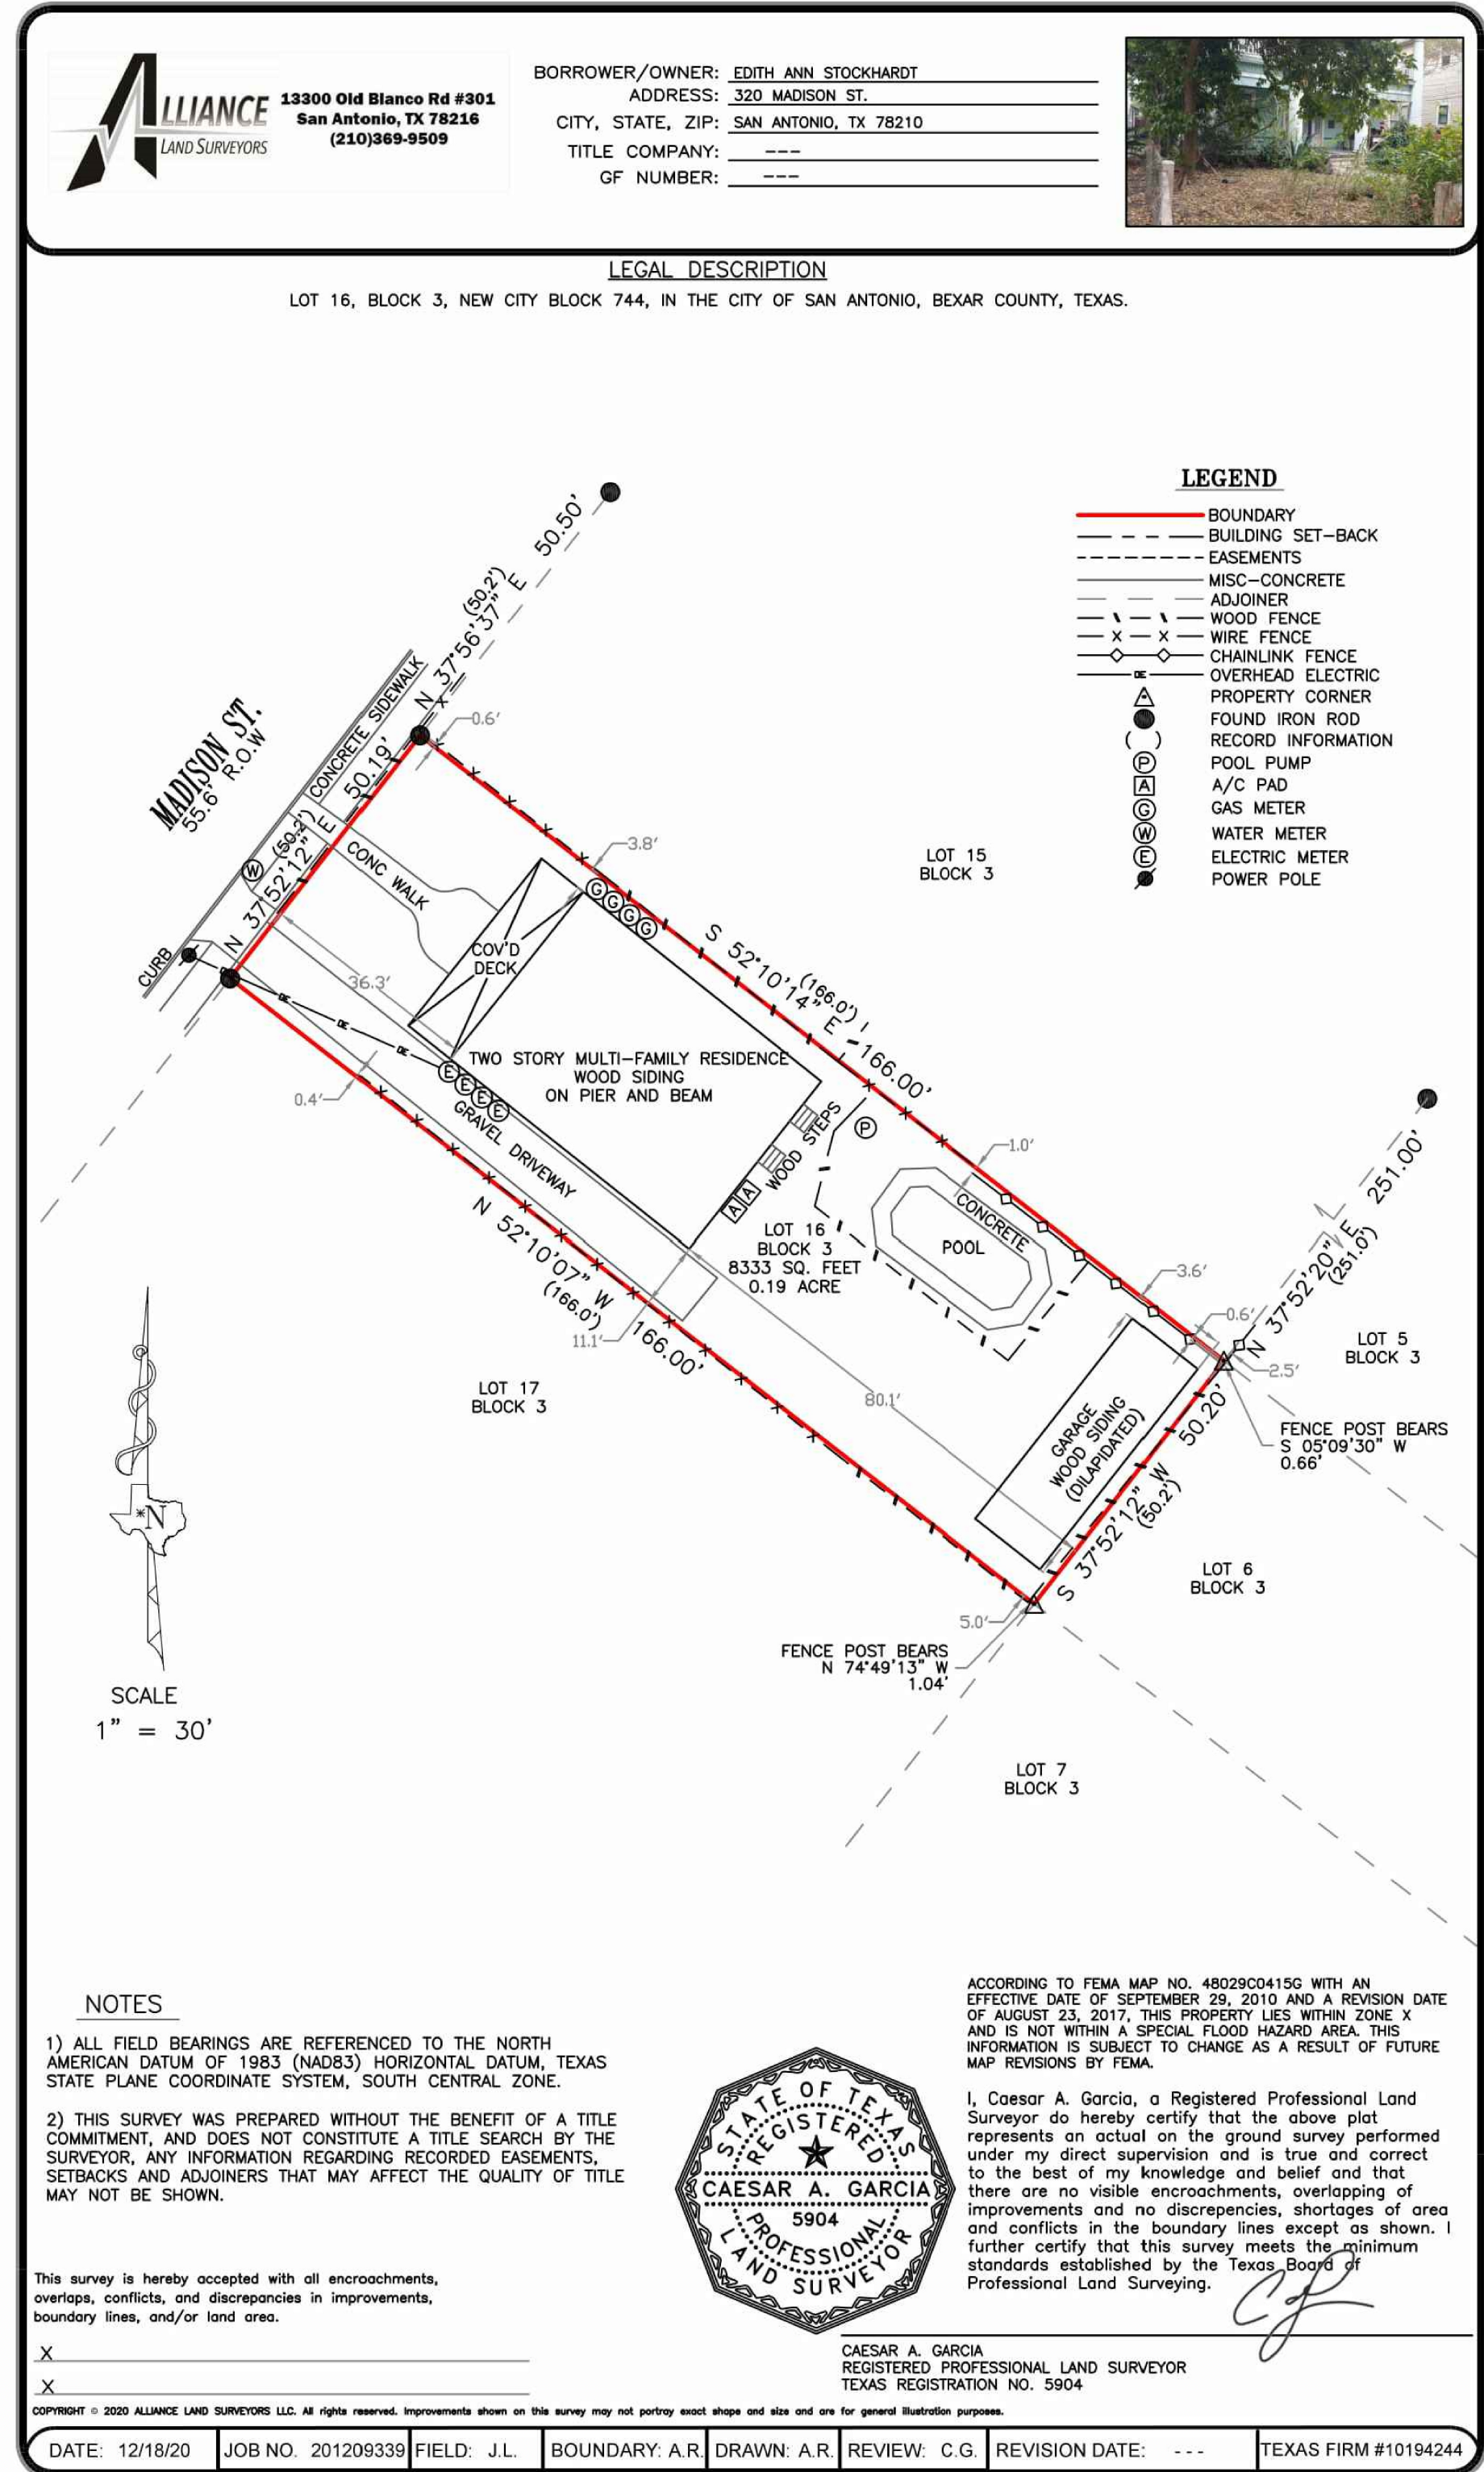 ALLIANCE
LAND SURVEYORS
13300 Old Blanco Rd #301
San Antonio, TX 78216
(210)369-9509
BORROWER/OWNER: EDITH ANN STOCKHARDT
ADDRESS: 320 MADISON ST.
CITY, STATE, ZIP: SAN ANTONIO, TX 78210
TITLE COMPANY: ---
GF NUMBER: ---
LEGAL DESCRIPTION
LOT 16, BLOCK 3, NEW CITY BLOCK 744, IN THE CITY OF SAN ANTONIO, BEXAR COUNTY, TEXAS.
LEGEND
BOUNDARY
BUILDING SET-BACK
EASEMENTS
MISC-CONCRETE
ADJOINER
WOOD FENCE
X X WIRE FENCE
CHAINLINK FENCE
OE OVERHEAD ELECTRIC
PROPERTY CORNER
FOUND IRON ROD
( ) RECORD INFORMATION
P POOL PUMP
A A/C PAD
G GAS METER
W WATER METER
E ELECTRIC METER
POWER POLE
N 37°56'37" E 50.50'
(50.2')
MADISON ST.
55.6' R.O.W
CONCRETE SIDEWALK
N 37°52'12" E 50.19'
(50.2')
0.6'
W
CURB
CONC WALK
3.8'
G G G G
COV'D
DECK
36.3'
OE OE OE
LOT 15
BLOCK 3
S 52°10'14" E 166.00'
(166.0')
TWO STORY MULTI-FAMILY RESIDENCE
WOOD SIDING
ON PIER AND BEAM
E E E E
0.4'
GRAVEL DRIVEWAY
WOOD STEPS
P
A A
1.0'
CONCRETE
POOL
LOT 16
BLOCK 3
8333 SQ. FEET
0.19 ACRE
N 52°10'07" W 166.00'
(166.0')
11.1'
3.6'
0.6'
2.5'
N 37°52'20" E 251.00'
(251.0')
LOT 5
BLOCK 3
LOT 17
BLOCK 3
80.1'
GARAGE
WOOD SIDING
(DILAPIDATED)
S 37°52'12" W 50.20'
(50.2')
FENCE POST BEARS
S 05°09'30" W
0.66'
LOT 6
BLOCK 3
5.0'
FENCE POST BEARS
N 74°49'13" W
1.04'
LOT 7
BLOCK 3
N
SCALE
1" = 30'
NOTES
1) ALL FIELD BEARINGS ARE REFERENCED TO THE NORTH
AMERICAN DATUM OF 1983 (NAD83) HORIZONTAL DATUM, TEXAS
STATE PLANE COORDINATE SYSTEM, SOUTH CENTRAL ZONE.
2) THIS SURVEY WAS PREPARED WITHOUT THE BENEFIT OF A TITLE
COMMITMENT, AND DOES NOT CONSTITUTE A TITLE SEARCH BY THE
SURVEYOR, ANY INFORMATION REGARDING RECORDED EASEMENTS,
SETBACKS AND ADJOINERS THAT MAY AFFECT THE QUALITY OF TITLE
MAY NOT BE SHOWN.
This survey is hereby accepted with all encroachments,
overlaps, conflicts, and discrepancies in improvements,
boundary lines, and/or land area.
X
X
STATE OF TEXAS
REGISTERED
CAESAR A. GARCIA
5904
PROFESSIONAL
LAND SURVEYOR
ACCORDING TO FEMA MAP NO. 48029C0415G WITH AN
EFFECTIVE DATE OF SEPTEMBER 29, 2010 AND A REVISION DATE
OF AUGUST 23, 2017, THIS PROPERTY LIES WITHIN ZONE X
AND IS NOT WITHIN A SPECIAL FLOOD HAZARD AREA. THIS
INFORMATION IS SUBJECT TO CHANGE AS A RESULT OF FUTURE
MAP REVISIONS BY FEMA.
I, Caesar A. Garcia, a Registered Professional Land
Surveyor do hereby certify that the above plat
represents an actual on the ground survey performed
under my direct supervision and is true and correct
to the best of my knowledge and belief and that
there are no visible encroachments, overlapping of
improvements and no discrepencies, shortages of area
and conflicts in the boundary lines except as shown. I
further certify that this survey meets the minimum
standards established by the Texas Board of
Professional Land Surveying.
CAESAR A. GARCIA
REGISTERED PROFESSIONAL LAND SURVEYOR
TEXAS REGISTRATION NO. 5904
COPYRIGHT © 2020 ALLIANCE LAND SURVEYORS LLC. All rights reserved. Improvements shown on this survey may not portray exact shape and size and are for general illustration purposes.
DATE: 12/18/20 JOB NO. 201209339 FIELD: J.L. BOUNDARY: A.R. DRAWN: A.R. REVIEW: C.G. REVISION DATE: --- TEXAS FIRM #10194244